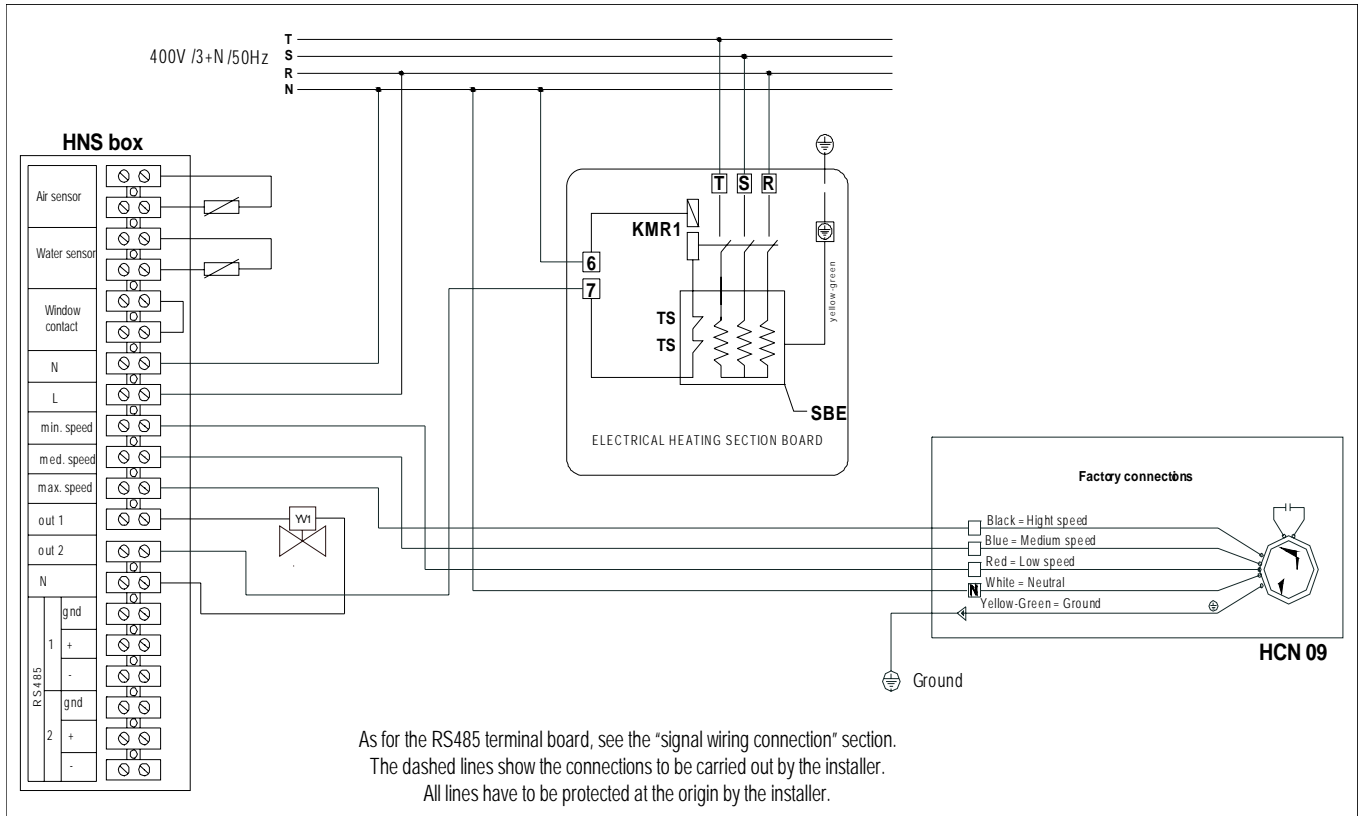 400V /3+N /50Hz
T
S
R
N
HNS box
Air sensor
Water sensor
Window
contact
N
L
min. speed
med. speed
max. speed
out 1
out 2
N
RS485
1
gnd
+
-
2
gnd
+
-
YV1
T S R
KMR1
6
7
TS
TS
yellow-green
SBE
ELECTRICAL HEATING SECTION BOARD
Factory connections
Black = Hight speed
Blue = Medium speed
Red = Low speed
N White = Neutral
Yellow-Green = Ground
HCN 09
Ground
As for the RS485 terminal board, see the "signal wiring connection" section.
The dashed lines show the connections to be carried out by the installer.
All lines have to be protected at the origin by the installer.